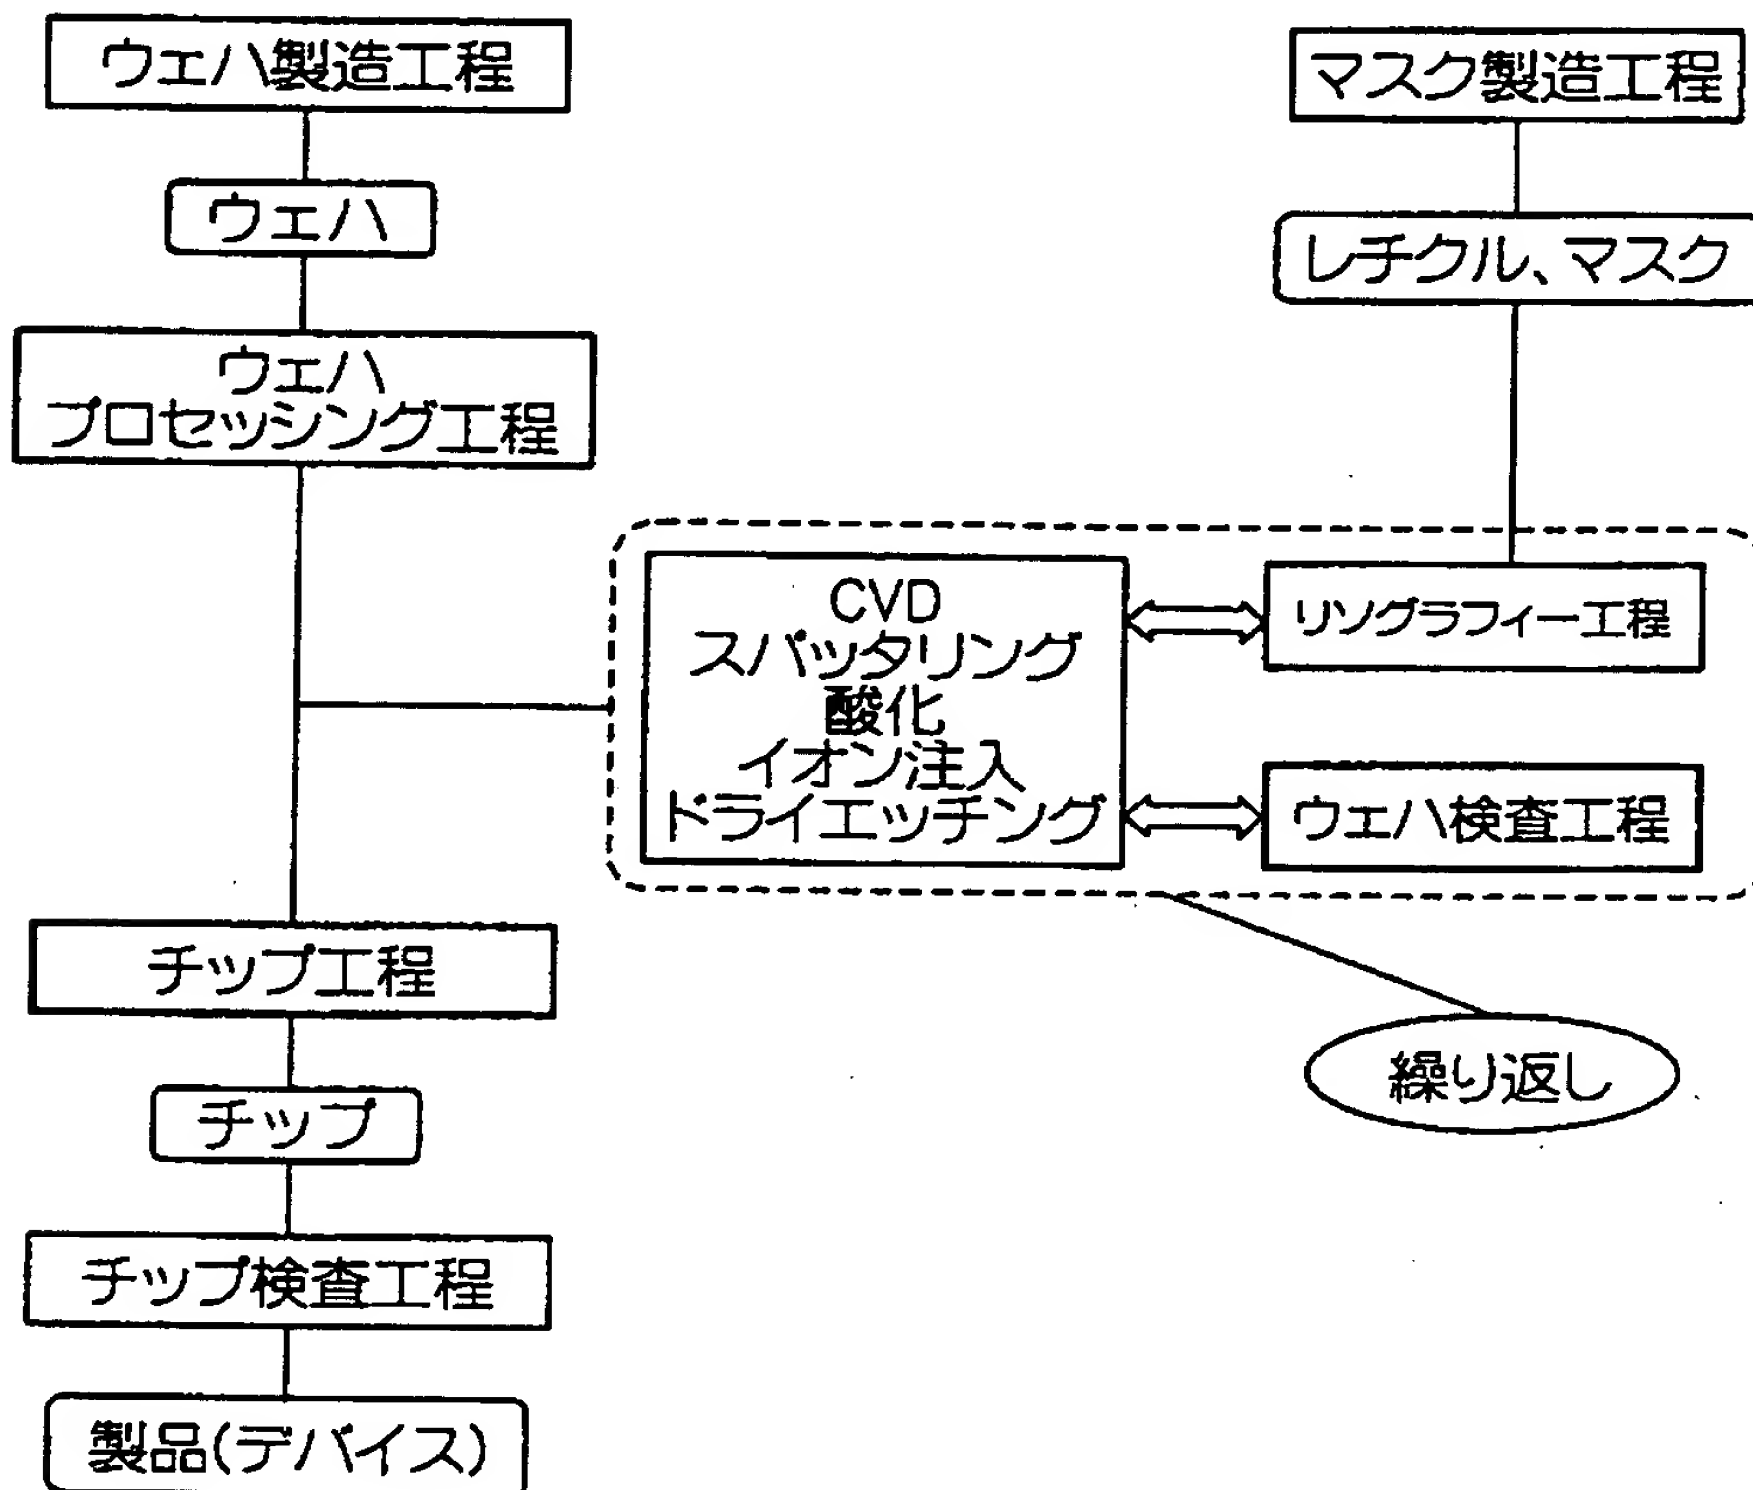 ウェハ製造工程
ウェハ
ウェハ
プロセッシング工程
マスク製造工程
レチクル、マスク
CVD
スパッタリング
酸化
イオン注入
ドライエッチング
リソグラフィー工程
ウェハ検査工程
繰り返し
チップ工程
チップ
チップ検査工程
製品(デバイス)